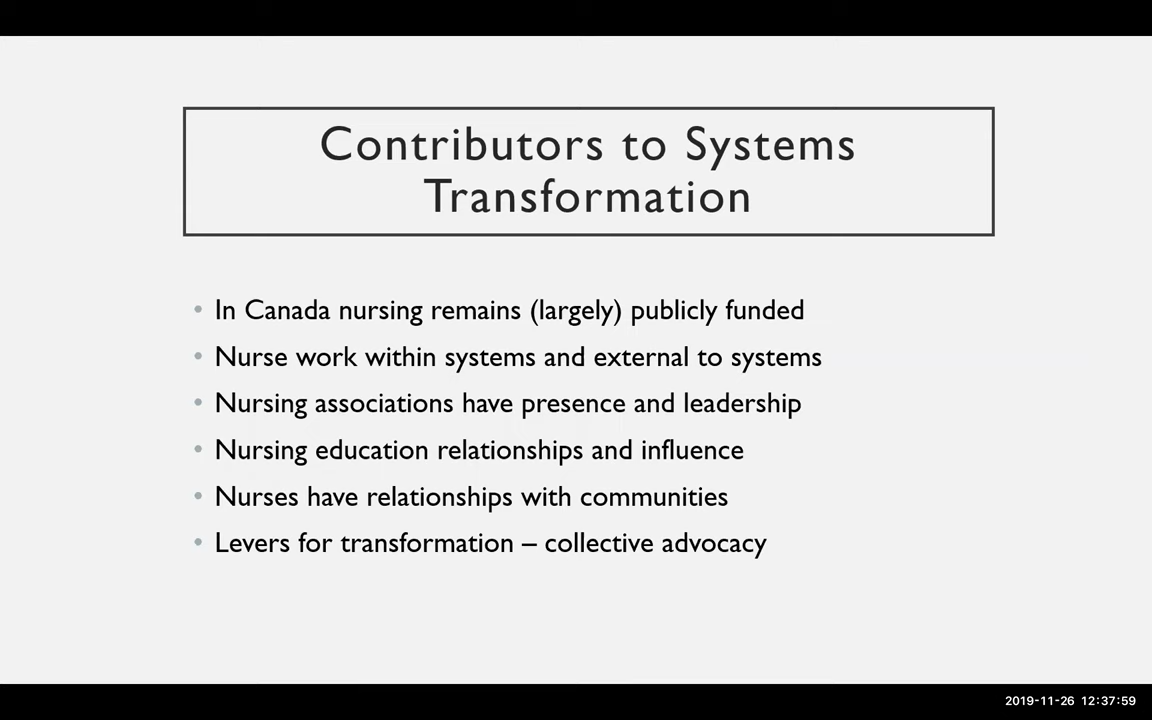 Contributors to Systems
Transformation
• In Canada nursing remains (largely) publicly funded
• Nurse work within systems and external to systems
• Nursing associations have presence and leadership
• Nursing education relationships and influence
• Nurses have relationships with communities
• Levers for transformation – collective advocacy
2019-11-26 12:37:59